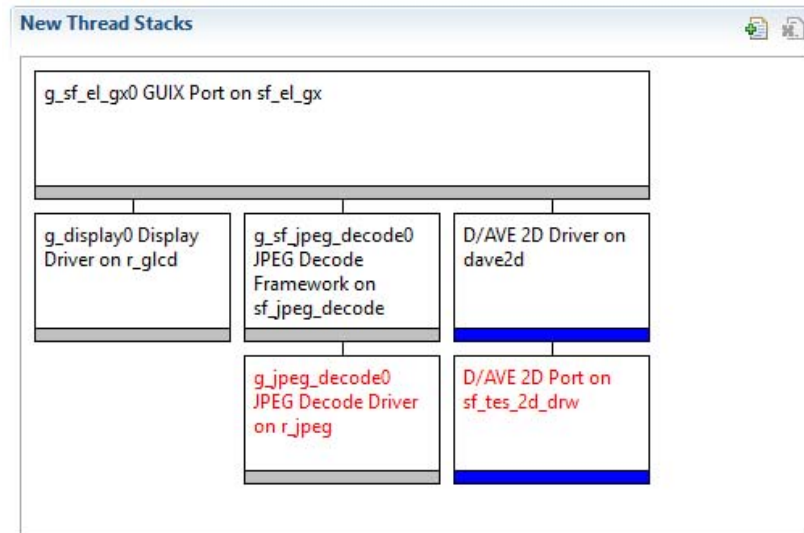 New Thread Stacks
g_sf_el_gx0 GUIX Port on sf_el_gx
g_display0 Display
Driver on r_glcd
g_sf_jpeg_decode0
JPEG Decode
Framework on
sf_jpeg_decode
D/AVE 2D Driver on
dave2d
g_jpeg_decode0
JPEG Decode Driver
on r_jpeg
D/AVE 2D Port on
sf_tes_2d_drw